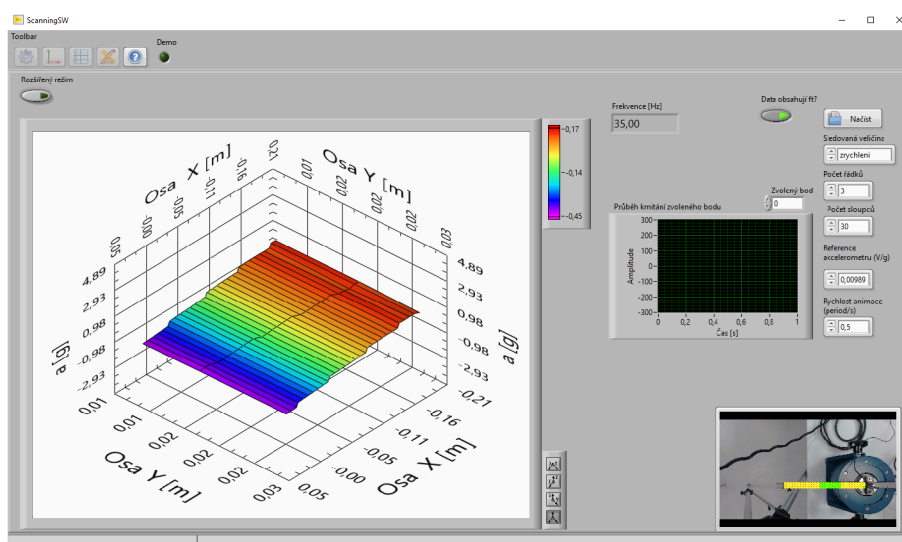 ScanningSW
Toolbar
Demo
Rozšířený režim
Frekvence [Hz]
35,00
Data obsahují ft?
Načíst
Sledovaná veličina
zrychleni
Počet řádků
3
Zvolený bod
0
Počet sloupců
30
Průběh kmitání zvoleného bodu
Reference
accelerometru (V/g)
0,00989
Rychlost animace
(period/s)
0,5
-0,17
-0,14
-0,45
Osa X [m]
-0,16
-0,11
-0,05
-0,00
0,05
Osa Y [m]
0,01
0,02
0,02
0,02
0,03
4,89
2,93
0,98
-0,98
-2,93
a [g]
4,89
2,93
0,98
-0,98
-2,93
a [g]
0,01
0,01
0,02
0,02
0,02
0,03
Osa Y [m]
-0,21
-0,16
-0,11
-0,05
-0,00
0,05
Osa X [m]
Amplitude
300
200
100
0
-100
-200
-300
0
0,2
0,4
0,6
0,8
1
Čas [s]